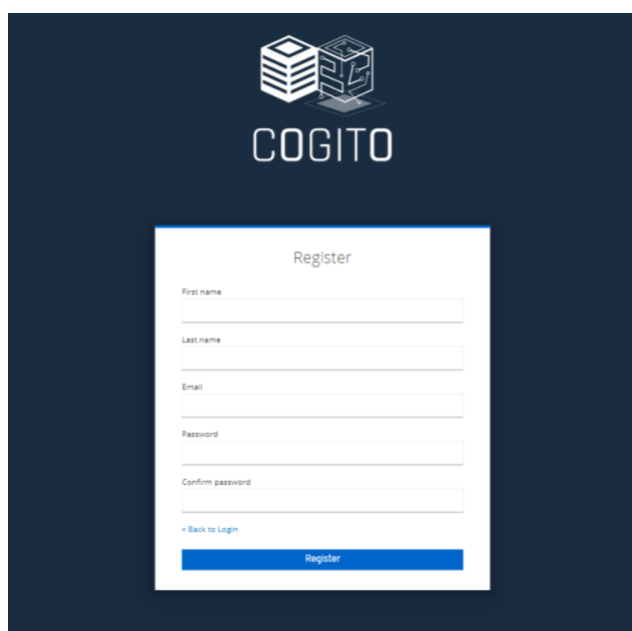 COGITO
Register
First name
Last name
Email
Password
Confirm password
« Back to Login
Register